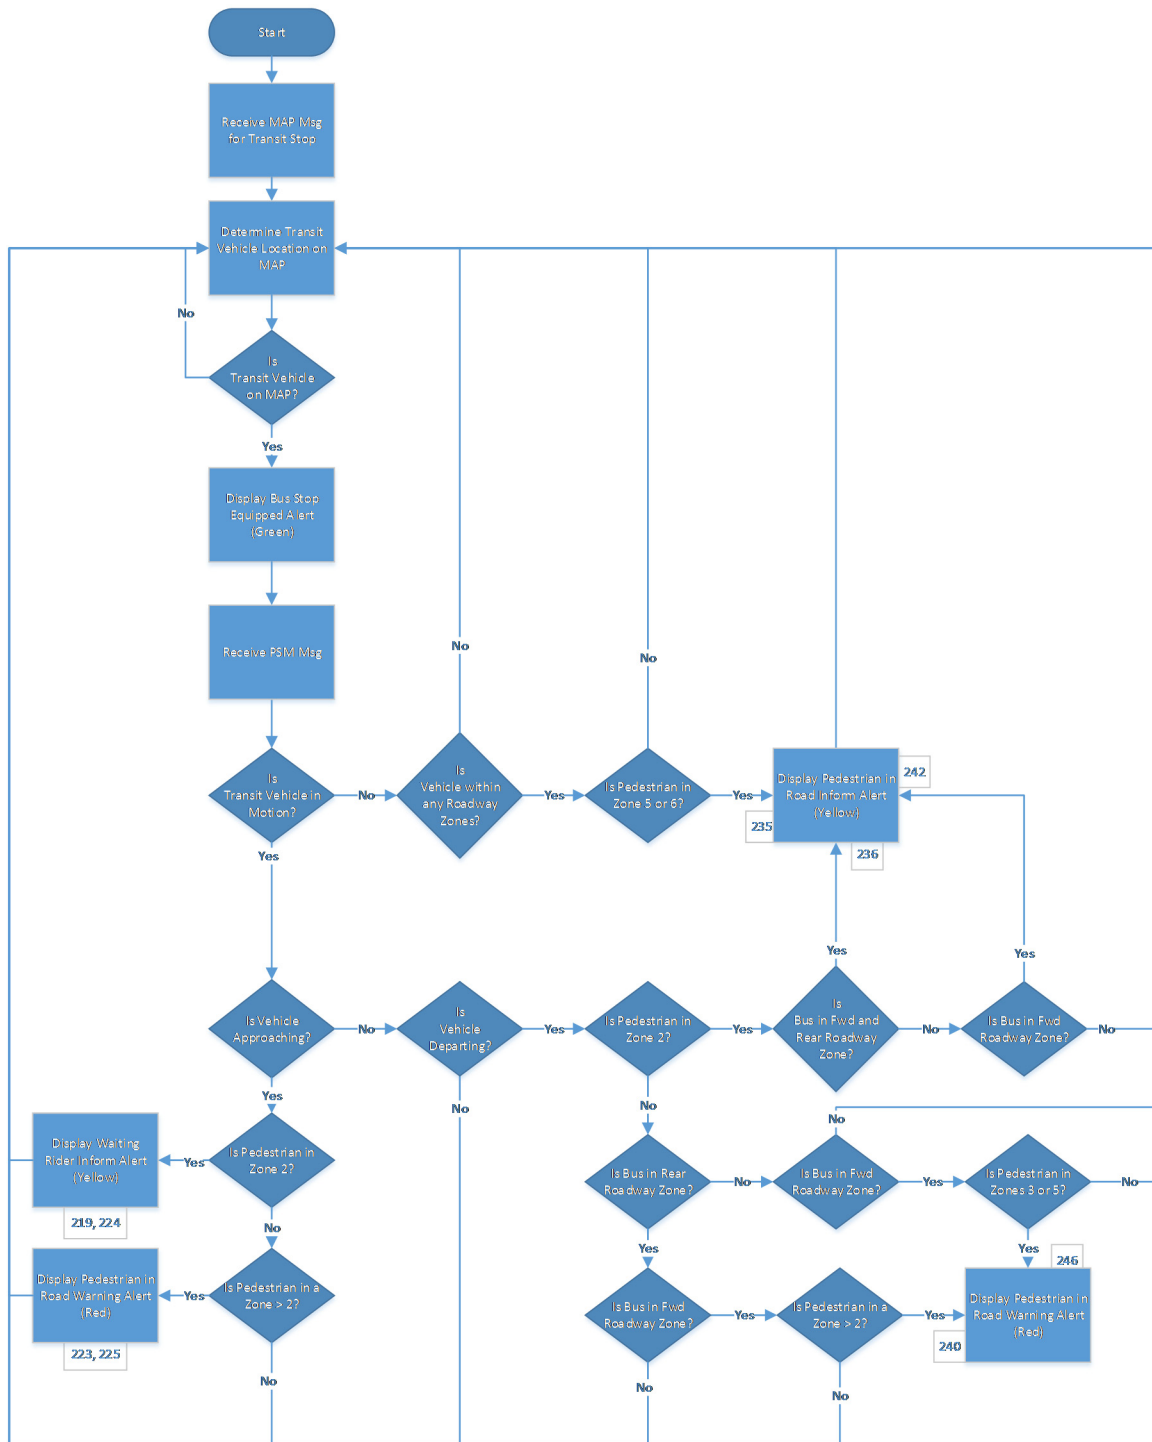 Start
Receive MAP Msg
for Transit Stop
Determine Transit
Vehicle Location on
MAP
No
Is
Transit Vehicle
on MAP?
Yes
Display Bus Stop
Equipped Alert
(Green)
Receive PSM Msg
No
No
Is
Transit Vehicle in
Motion?
No
Is
Vehicle within
any Roadway
Zones?
Yes
Is Pedestrian in
Zone 5 or 6?
Yes
Display Pedestrian in
Road Inform Alert
(Yellow)
242
235
236
Yes
Yes
Yes
Is Vehicle
Approaching?
No
Is
Vehicle
Departing?
Yes
Is Pedestrian in
Zone 2?
Yes
Is
Bus in Fwd and
Rear Roadway
Zone?
No
Is Bus in Fwd
Roadway Zone?
No
Yes
No
No
No
Display Waiting
Rider Inform Alert
(Yellow)
219, 224
Yes
Is Pedestrian in
Zone 2?
Is Bus in Rear
Roadway Zone?
No
Is Bus in Fwd
Roadway Zone?
Yes
Is Pedestrian in
Zones 3 or 5?
No
No
Yes
Yes
246
Display Pedestrian in
Road Warning Alert
(Red)
223, 225
Yes
Is Pedestrian in a
Zone > 2?
Is Bus in Fwd
Roadway Zone?
Yes
Is Pedestrian in a
Zone > 2?
Yes
Display Pedestrian in
Road Warning Alert
(Red)
240
No
No
No